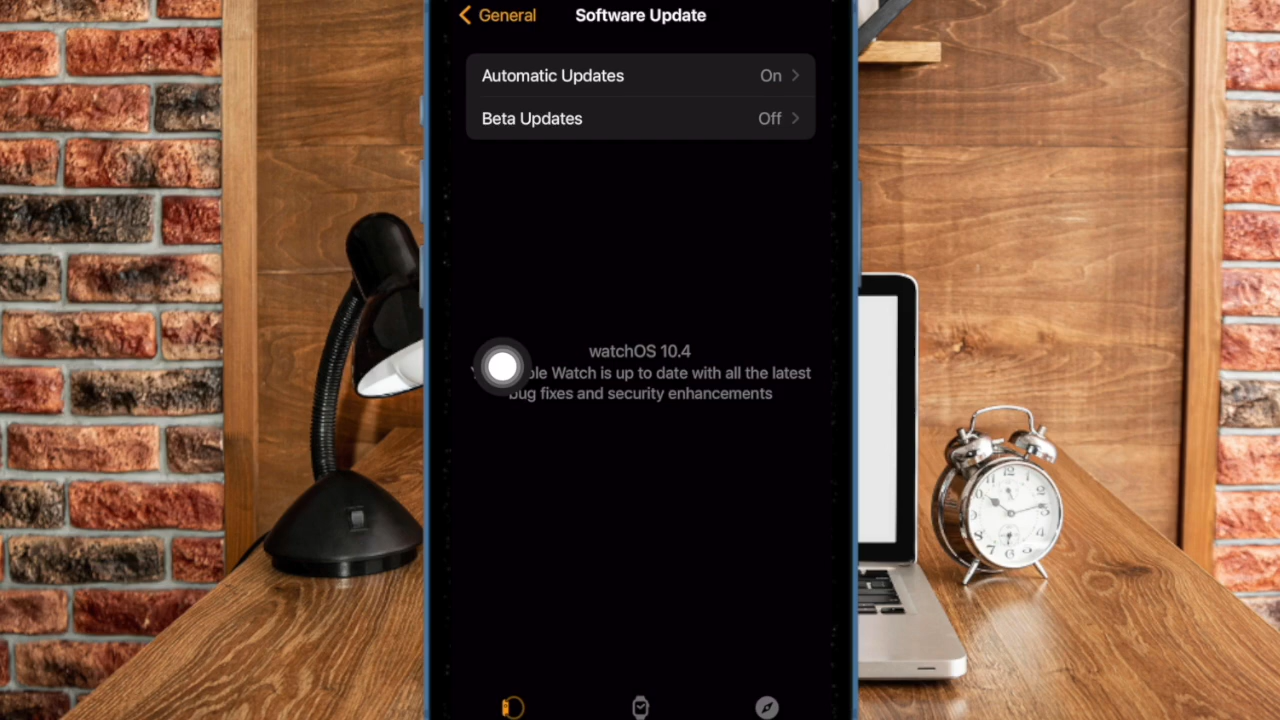 General
Software Update
Automatic Updates On
Beta Updates Off
watchOS 10.4
Watch is up to date with all the latest
bug fixes and security enhancements